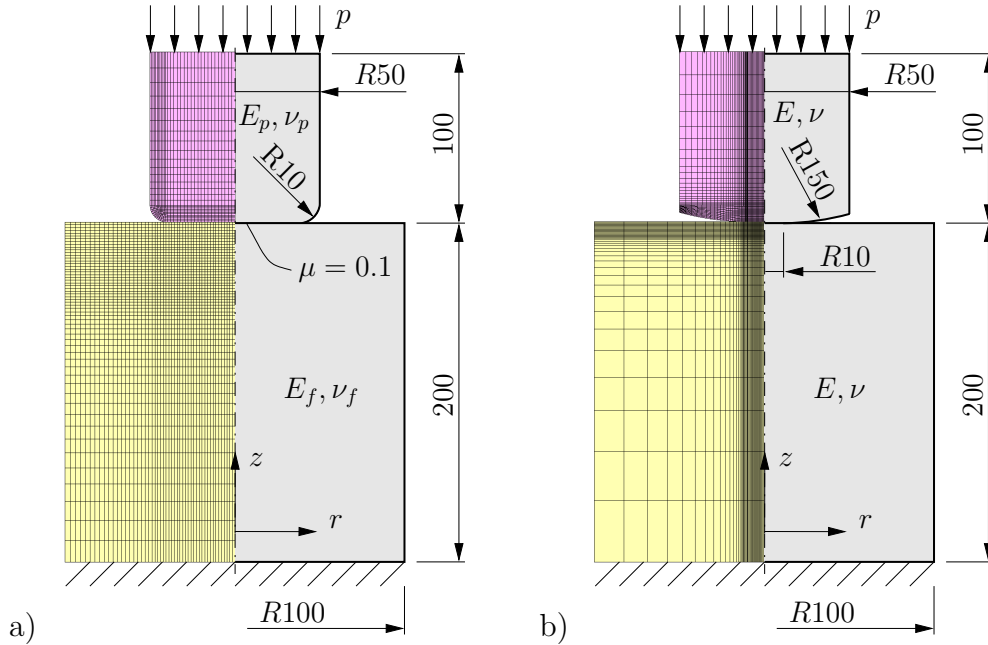 p
R50
E_p, ν_p
R10
100
μ = 0.1
E_f, ν_f
200
z
r
R100
a)
p
R50
E, ν
R150
100
R10
E, ν
200
z
r
R100
b)